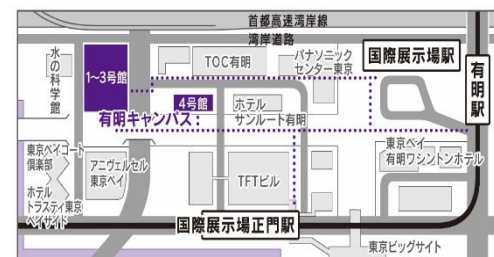 首都高速湾岸線
湾岸道路
水の科学館
1~3号館
TOC有明
パナソニック
センター東京
国際展示場駅
有明駅
4号館
有明キャンパス
ホテル
サンルート有明
東京ベイコート
倶楽部
ホテル
トラスティ東京
ベイサイド
アニヴェルセル
東京ベイ
TFTビル
東京ベイ
有明ワシントンホテル
国際展示場正門駅
東京ビッグサイト